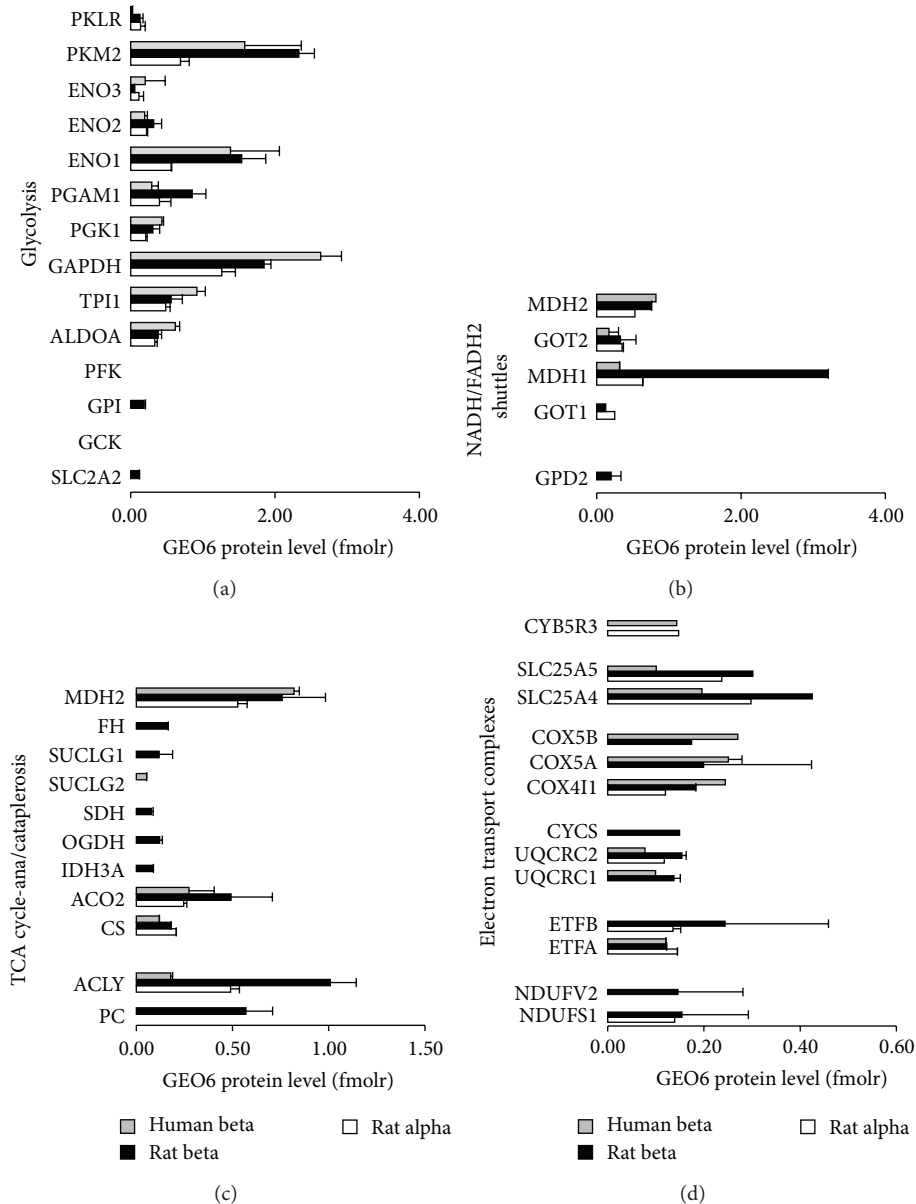 PKLR
PKM2
ENO3
ENO2
ENO1
PGAM1
PGK1
GAPDH
TPI1
ALDOA
PFK
GPI
GCK
SLC2A2
Glycolysis
0.00 2.00 4.00
GEO6 protein level (fmolr)
(a)
MDH2
GOT2
MDH1
GOT1
GPD2
NADH/FADH2
shuttles
0.00 2.00 4.00
GEO6 protein level (fmolr)
(b)
MDH2
FH
SUCLG1
SUCLG2
SDH
OGDH
IDH3A
ACO2
CS
ACLY
PC
TCA cycle-ana/cataplerosis
0.00 0.50 1.00 1.50
GEO6 protein level (fmolr)
Human beta
Rat beta
Rat alpha
(c)
CYB5R3
SLC25A5
SLC25A4
COX5B
COX5A
COX4I1
CYCS
UQCRC2
UQCRC1
ETFB
ETFA
NDUFV2
NDUFS1
Electron transport complexes
0.00 0.20 0.40 0.60
GEO6 protein level (fmolr)
Human beta
Rat beta
Rat alpha
(d)